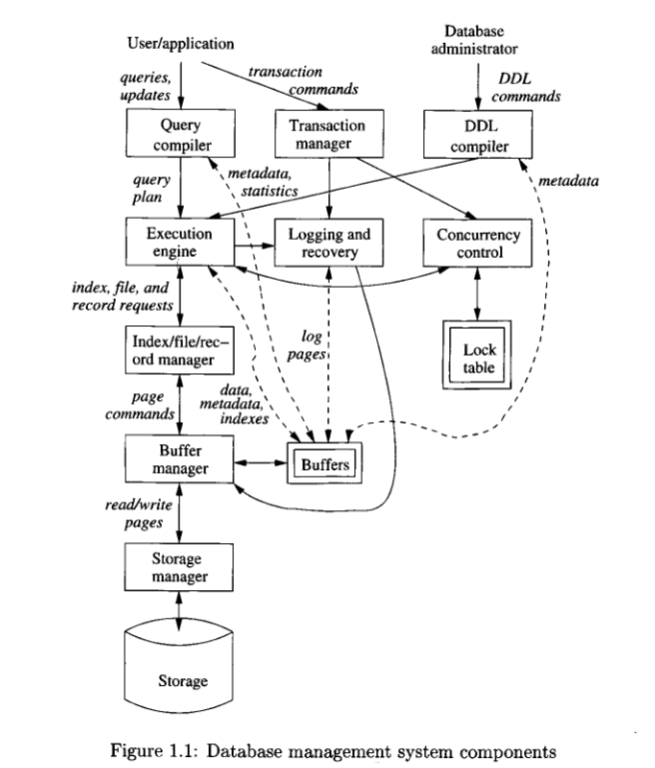 User/application
Database
administrator
queries,
updates
transaction
commands
DDL
commands
Query
compiler
Transaction
manager
DDL
compiler
query
plan
metadata,
statistics
metadata
Execution
engine
Logging and
recovery
Concurrency
control
index, file, and
record requests
Index/file/rec-
ord manager
log
pages
Lock
table
page
commands
data,
metadata,
indexes
Buffer
manager
Buffers
read/write
pages
Storage
manager
Storage
Figure 1.1: Database management system components